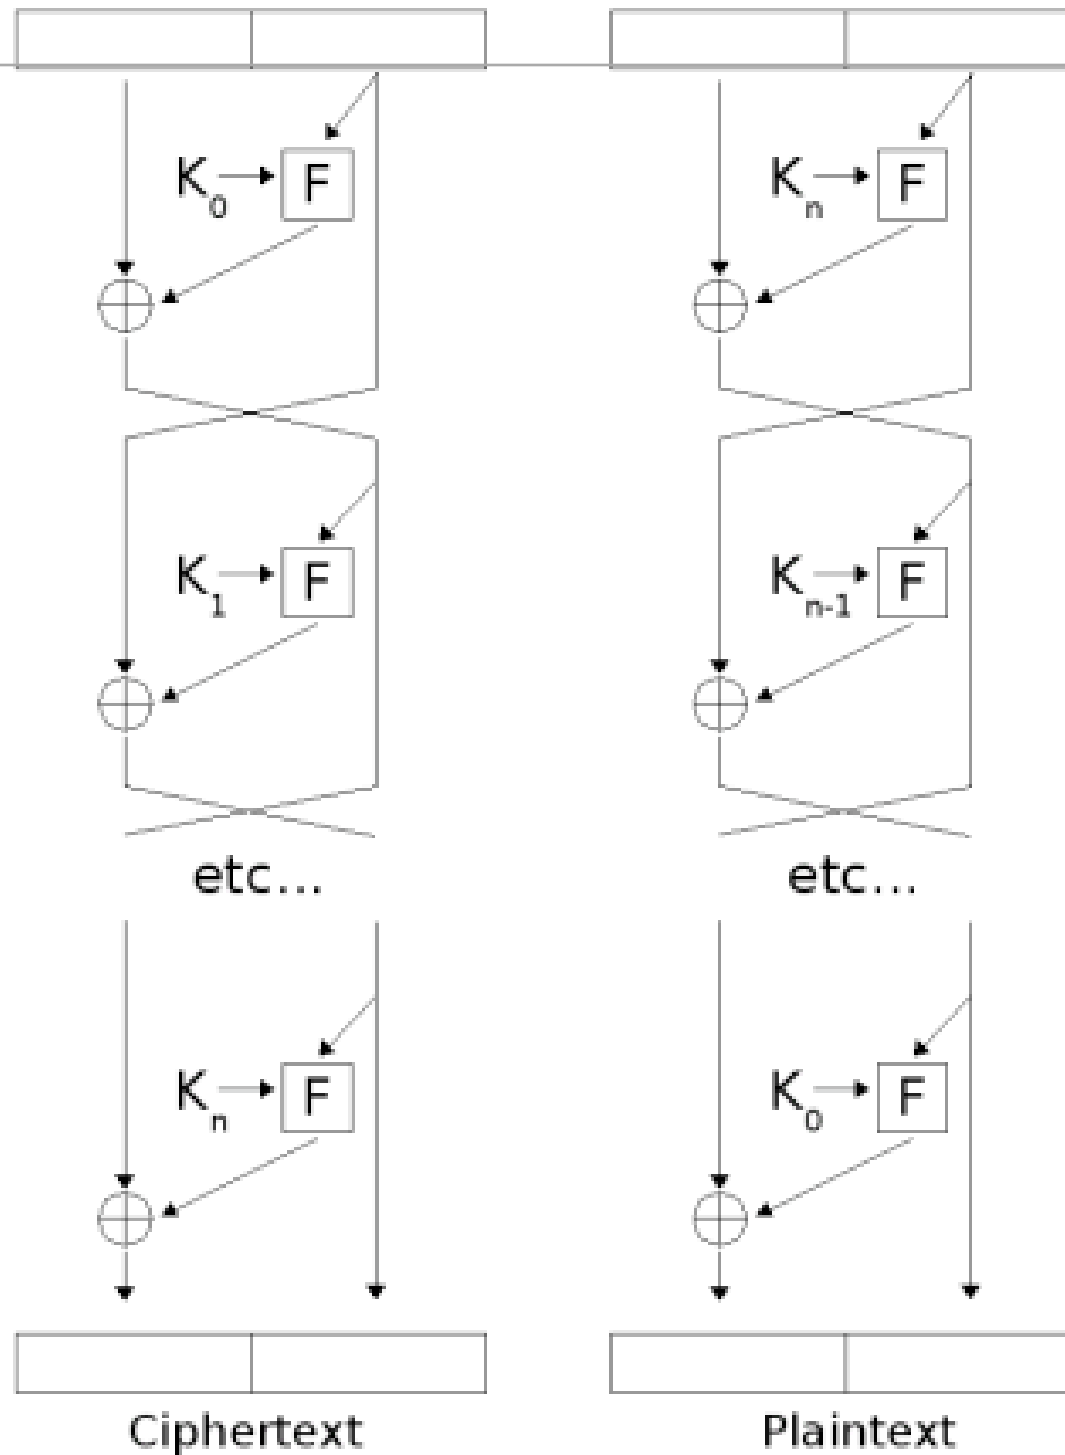 K0 F
Kn F
K1 F
Kn-1 F
etc...
etc...
Kn F
K0 F
Ciphertext
Plaintext